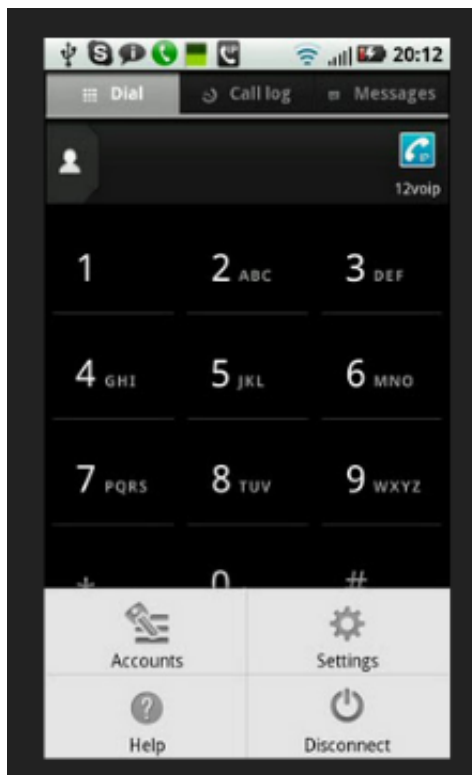 20:12
Dial Call log Messages
12voip
1 2 ABC 3 DEF
4 GHI 5 JKL 6 MNO
7 PQRS 8 TUV 9 WXYZ
* 0 #
Accounts Settings
Help Disconnect